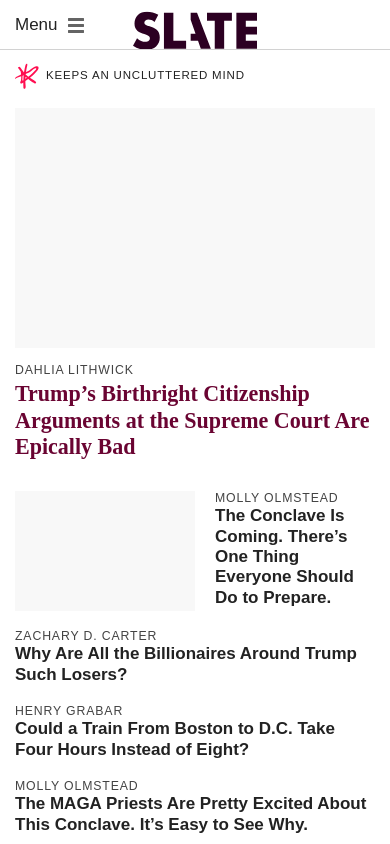 Menu
SLATE
KEEPS AN UNCLUTTERED MIND
DAHLIA LITHWICK
Trump’s Birthright Citizenship
Arguments at the Supreme Court Are
Epically Bad
MOLLY OLMSTEAD
The Conclave Is
Coming. There’s
One Thing
Everyone Should
Do to Prepare.
ZACHARY D. CARTER
Why Are All the Billionaires Around Trump
Such Losers?
HENRY GRABAR
Could a Train From Boston to D.C. Take
Four Hours Instead of Eight?
MOLLY OLMSTEAD
The MAGA Priests Are Pretty Excited About
This Conclave. It’s Easy to See Why.